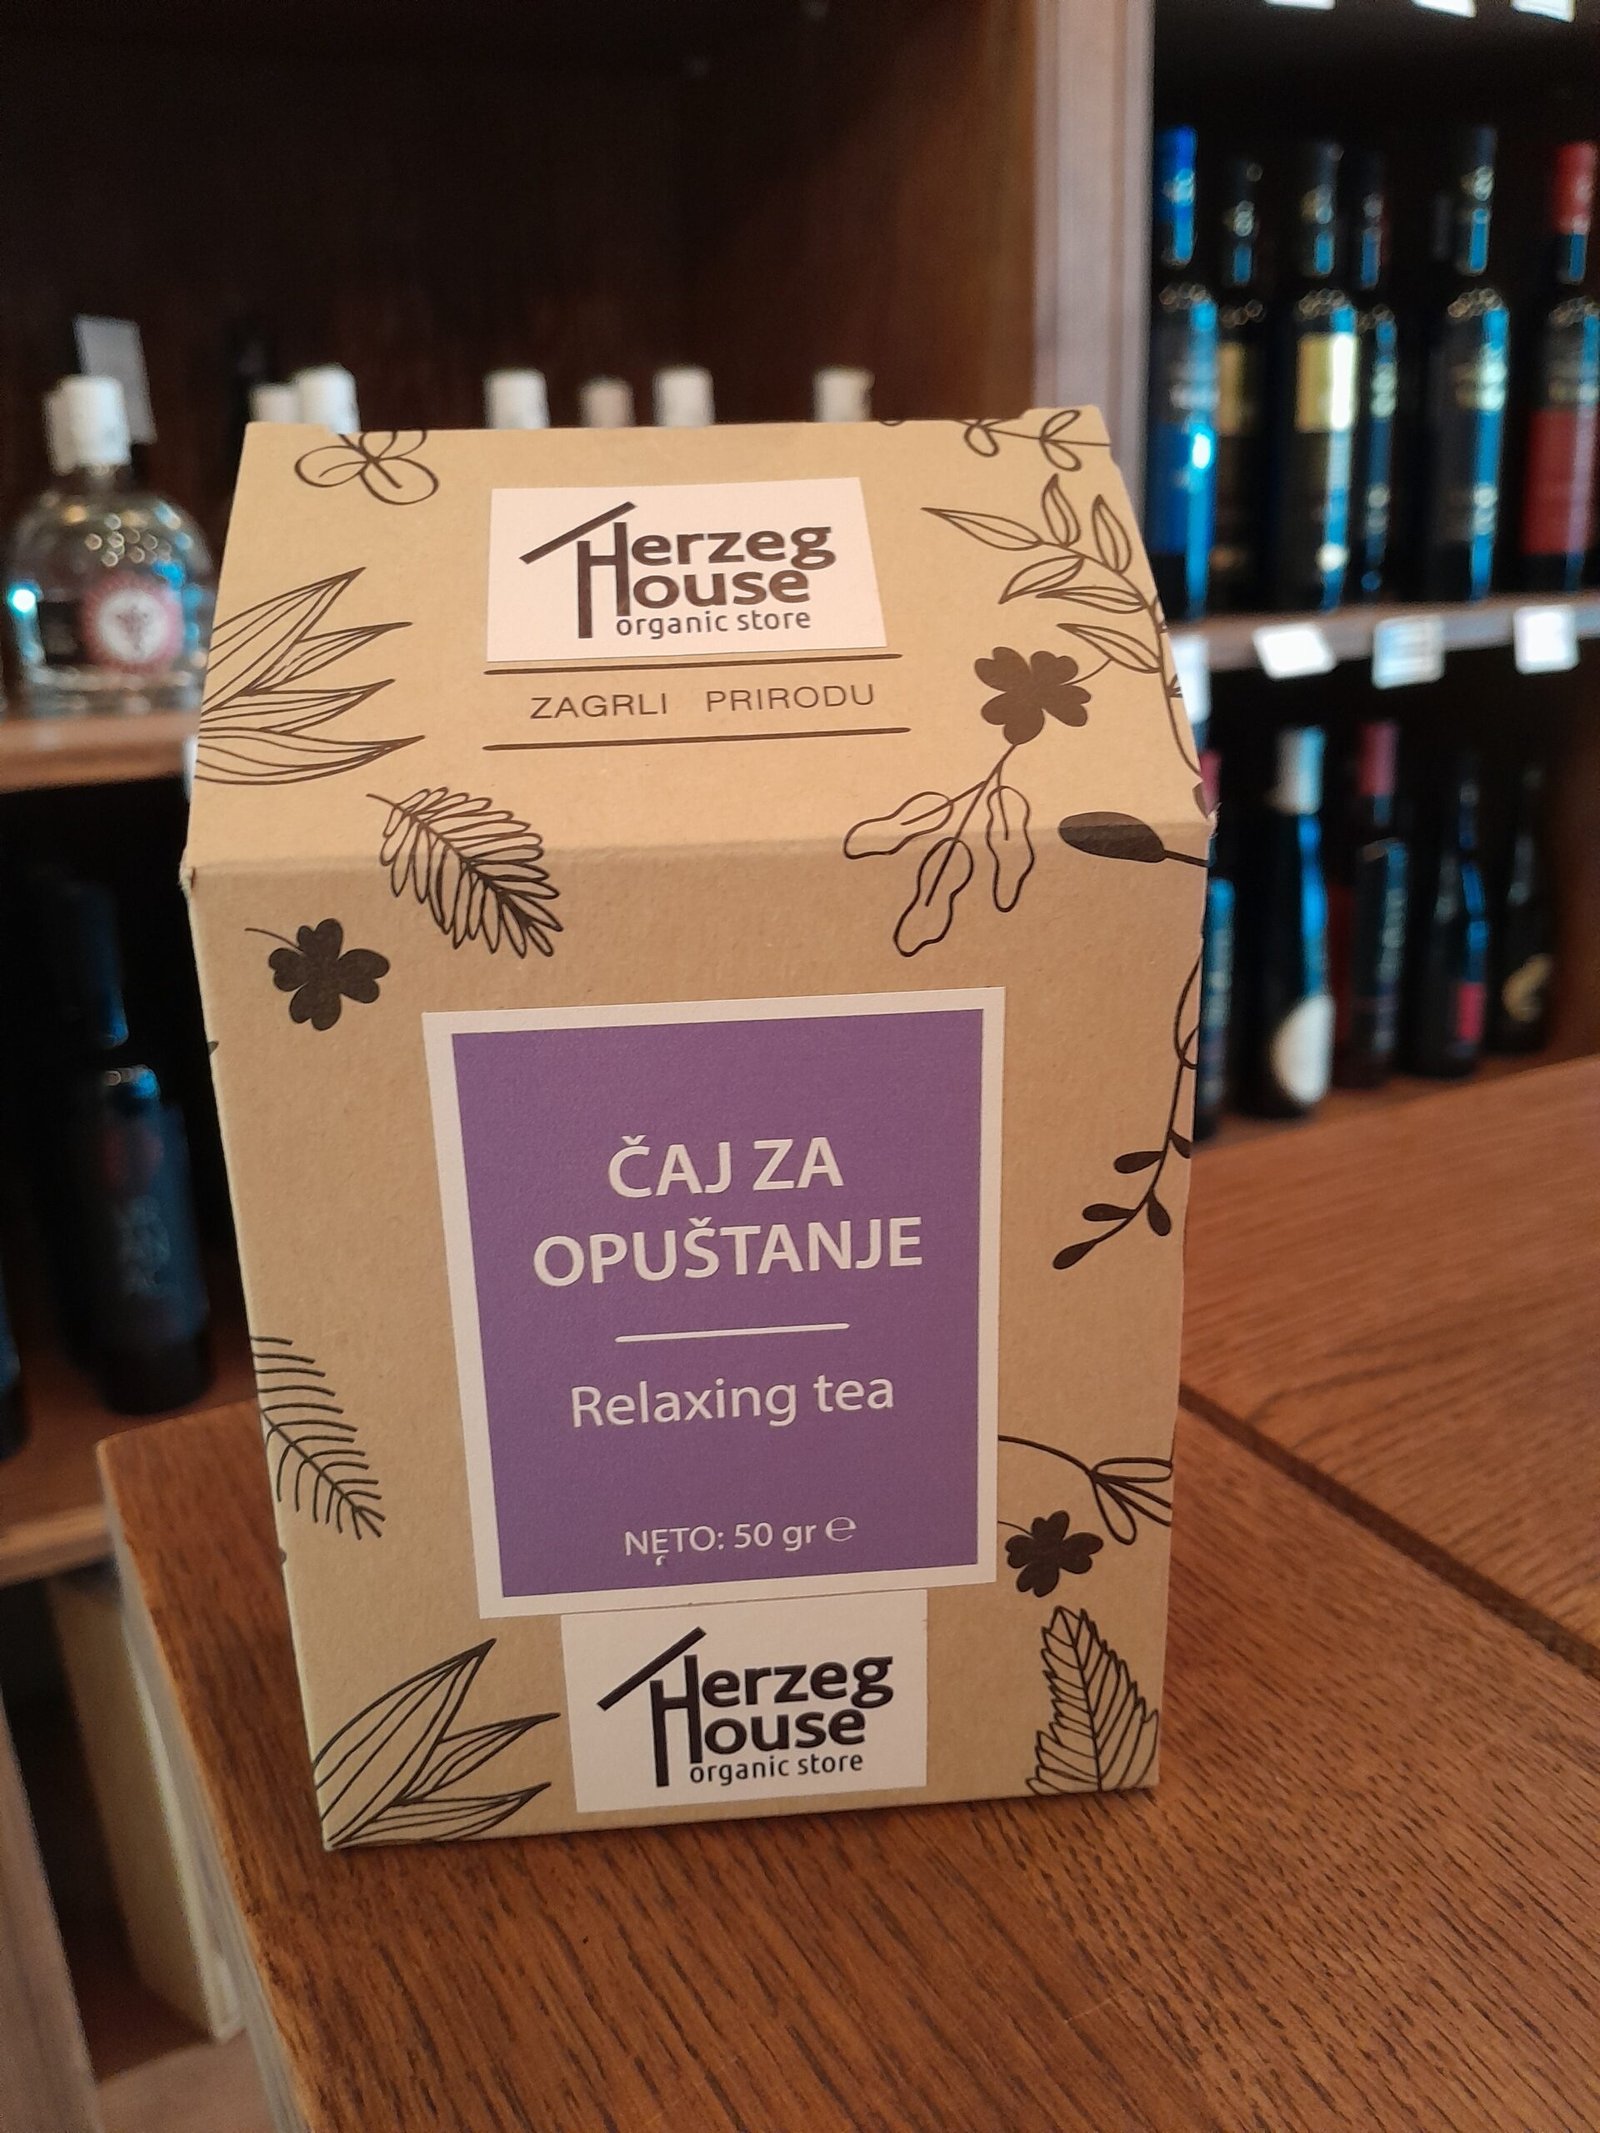 Herzeg
House
organic store
ZAGRLI PRIRODU
ČAJ ZA
OPUŠTANJE
Relaxing tea
NETO: 50 gr ℮
Herzeg
House
organic store